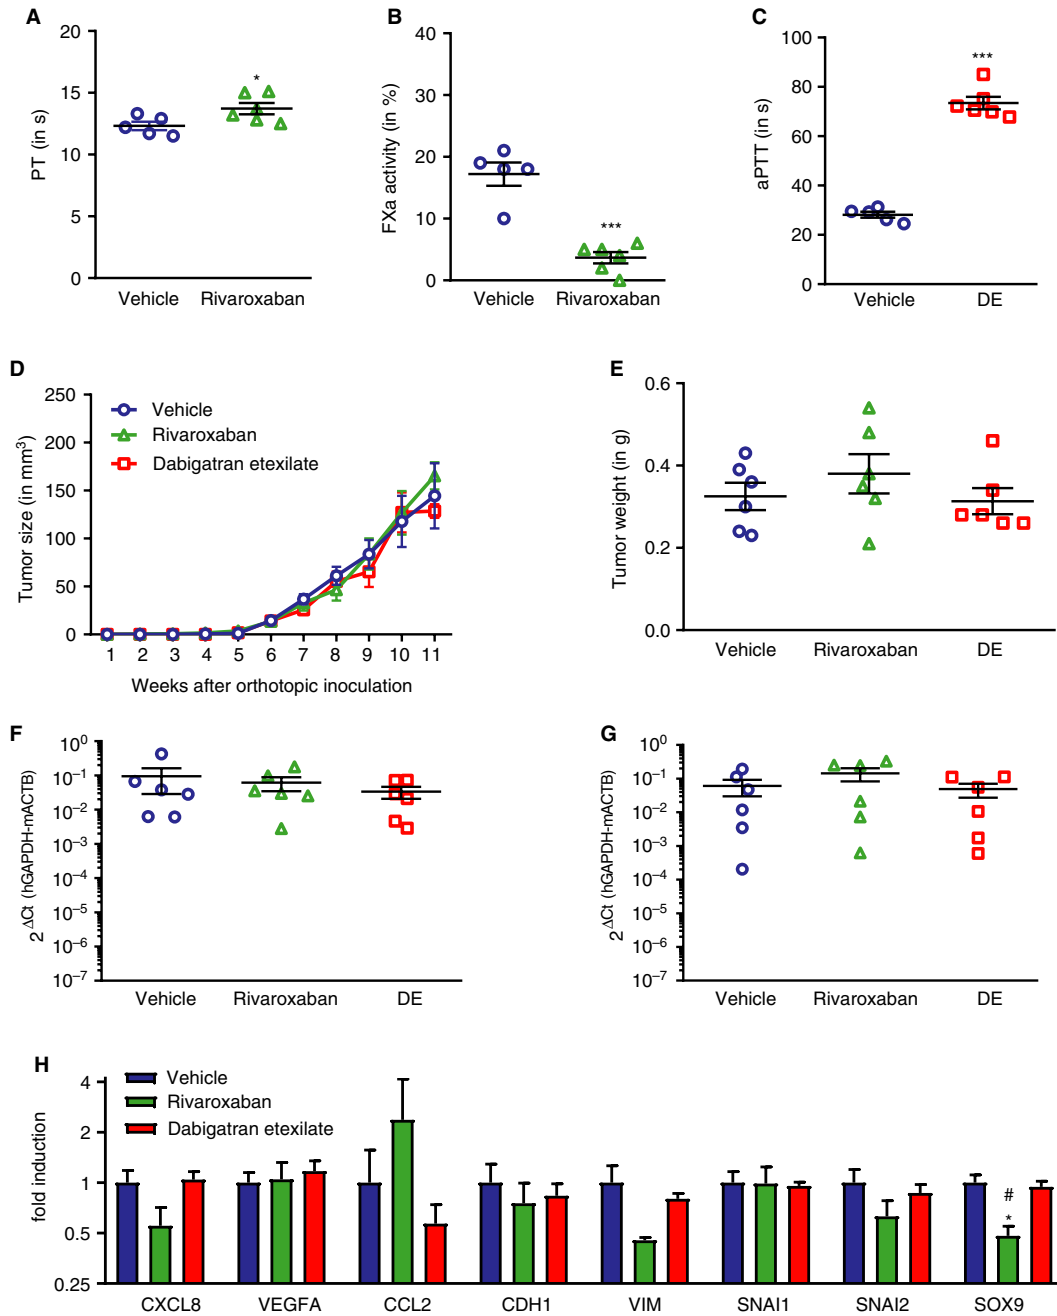 A
PT (in s)
20
15
10
5
0
*
Vehicle
Rivaroxaban
B
FXa activity (in %)
40
30
20
10
0
***
Vehicle
Rivaroxaban
C
aPTT (in s)
100
80
60
40
20
0
***
Vehicle
DE
D
Tumor size (in mm³)
250
200
150
100
50
0
Vehicle
Rivaroxaban
Dabigatran etexilate
1 2 3 4 5 6 7 8 9 10 11
Weeks after orthotopic inoculation
E
Tumor weight (in g)
0.6
0.4
0.2
0.0
Vehicle
Rivaroxaban
DE
F
2^ΔCt (hGAPDH-mACTB)
10⁰
10⁻¹
10⁻²
10⁻³
10⁻⁴
10⁻⁵
10⁻⁶
10⁻⁷
Vehicle
Rivaroxaban
DE
G
2^ΔCt (hGAPDH-mACTB)
10⁰
10⁻¹
10⁻²
10⁻³
10⁻⁴
10⁻⁵
10⁻⁶
10⁻⁷
Vehicle
Rivaroxaban
DE
H
fold induction
4
2
1
0.5
0.25
Vehicle
Rivaroxaban
Dabigatran etexilate
#
*
CXCL8 VEGFA CCL2 CDH1 VIM SNAI1 SNAI2 SOX9